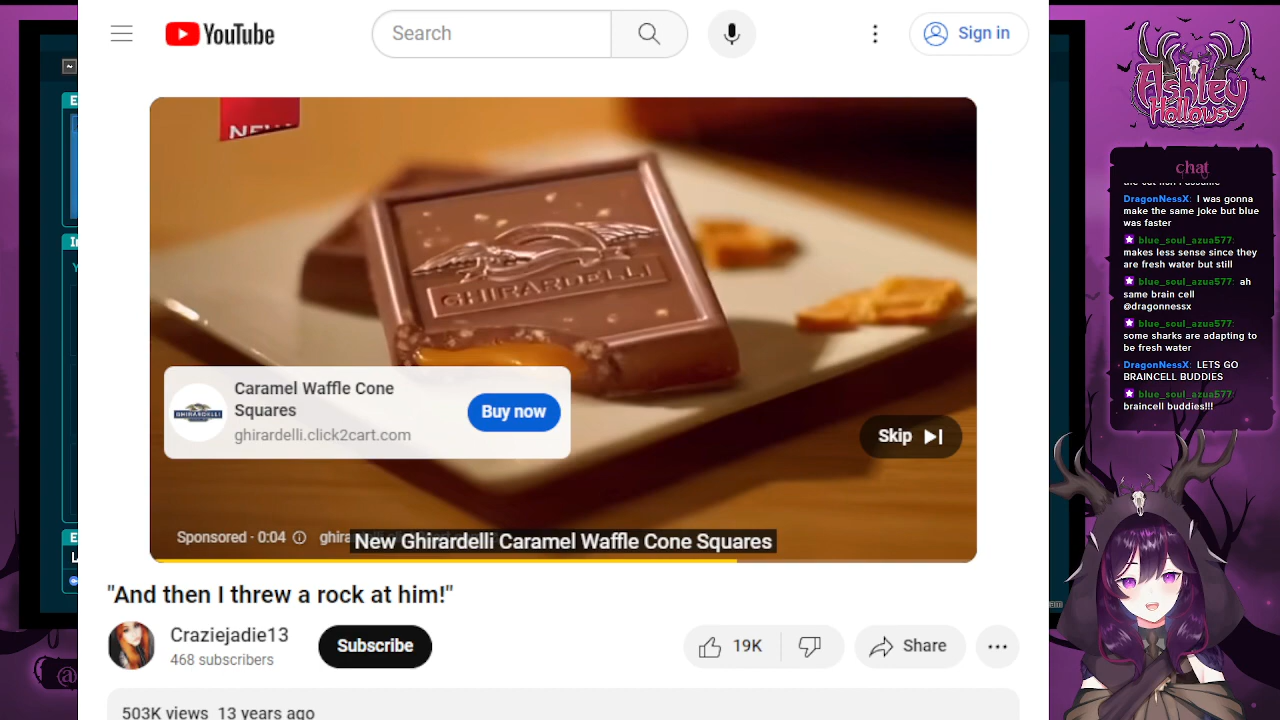 YouTube
Search
Sign in
NEW
GHIRARDELLI
Caramel Waffle Cone
Squares
GHIRARDELLI
ghirardelli.click2cart.com
Buy now
Skip
Sponsored · 0:04
ghira
New Ghirardelli Caramel Waffle Cone Squares
"And then I threw a rock at him!"
Craziejadie13
468 subscribers
Subscribe
19K
Share
503K views 13 years ago
Ashley
Hollows
chat
DragonNessX: I was gonna
make the same joke but blue
was faster
blue_soul_azua577:
makes less sense since they
are fresh water but still
blue_soul_azua577: ah
same brain cell
@dragonnessx
blue_soul_azua577:
some sharks are adapting to
be fresh water
DragonNessX: LETS GO
BRAINCELL BUDDIES
blue_soul_azua577:
braincell buddies!!!
@